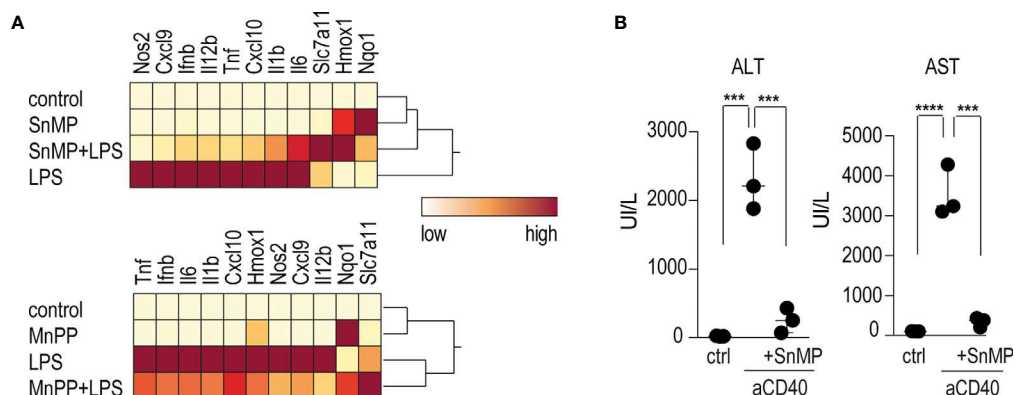 A
Nos2 Cxcl9 Ifnb Il12b Tnf Cxcl10 Il1b Il6 Slc7a11 Hmox1 Nqo1
control
SnMP
SnMP+LPS
LPS
low high
Tnf Ifnb Il6 Il1b Cxcl10 Hmox1 Nos2 Cxcl9 Il12b Nqo1 Slc7a11
control
MnPP
LPS
MnPP+LPS
B
ALT
*** ***
UI/L
3000
2000
1000
0
ctrl +SnMP
aCD40
AST
**** ***
UI/L
5000
4000
3000
2000
1000
0
ctrl +SnMP
aCD40